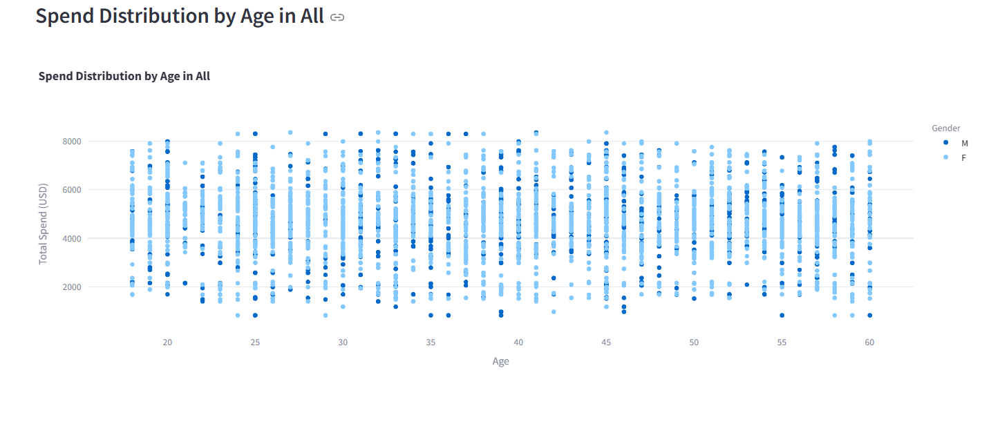 Spend Distribution by Age in All
Spend Distribution by Age in All
Gender
M
F
8000
6000
4000
2000
Total Spend (USD)
20 25 30 35 40 45 50 55 60
Age